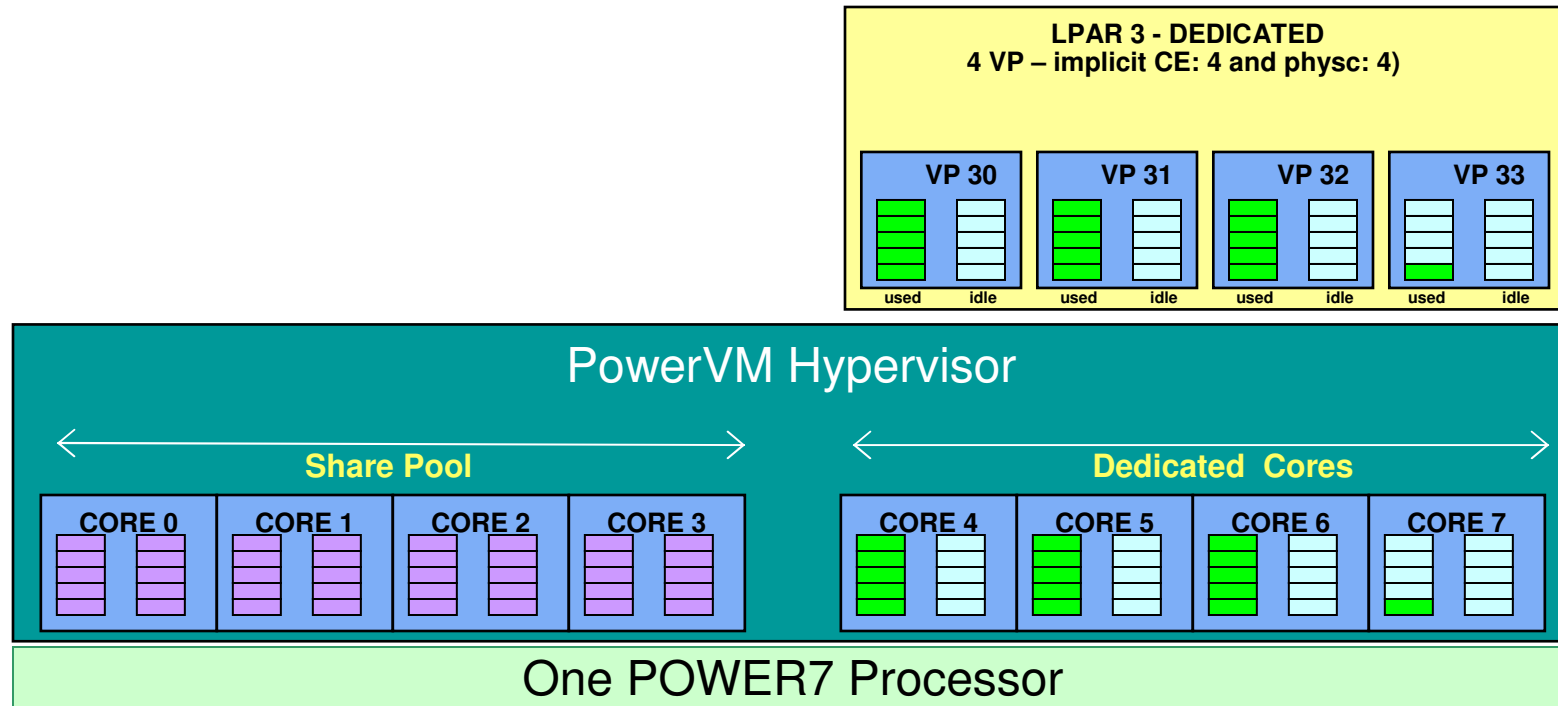 LPAR 3 - DEDICATED
4 VP – implicit CE: 4 and physc: 4)
VP 30
VP 31
VP 32
VP 33
used
idle
used
idle
used
idle
used
idle
PowerVM Hypervisor
Share Pool
Dedicated Cores
CORE 0
CORE 1
CORE 2
CORE 3
CORE 4
CORE 5
CORE 6
CORE 7
One POWER7 Processor